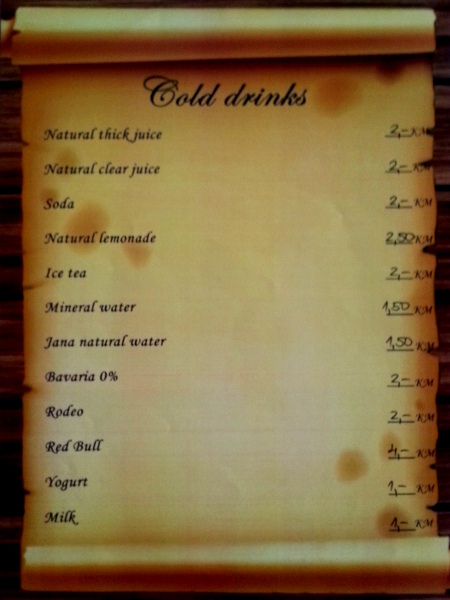 Cold drinks
Natural thick juice 2,- KM
Natural clear juice 2,- KM
Soda 2,- KM
Natural lemonade 2,50 KM
Ice tea 2,- KM
Mineral water 1,50 KM
Jana natural water 1,50 KM
Bavaria 0% 2,- KM
Rodeo 2,- KM
Red Bull 4,- KM
Yogurt 1,- KM
Milk 1,- KM